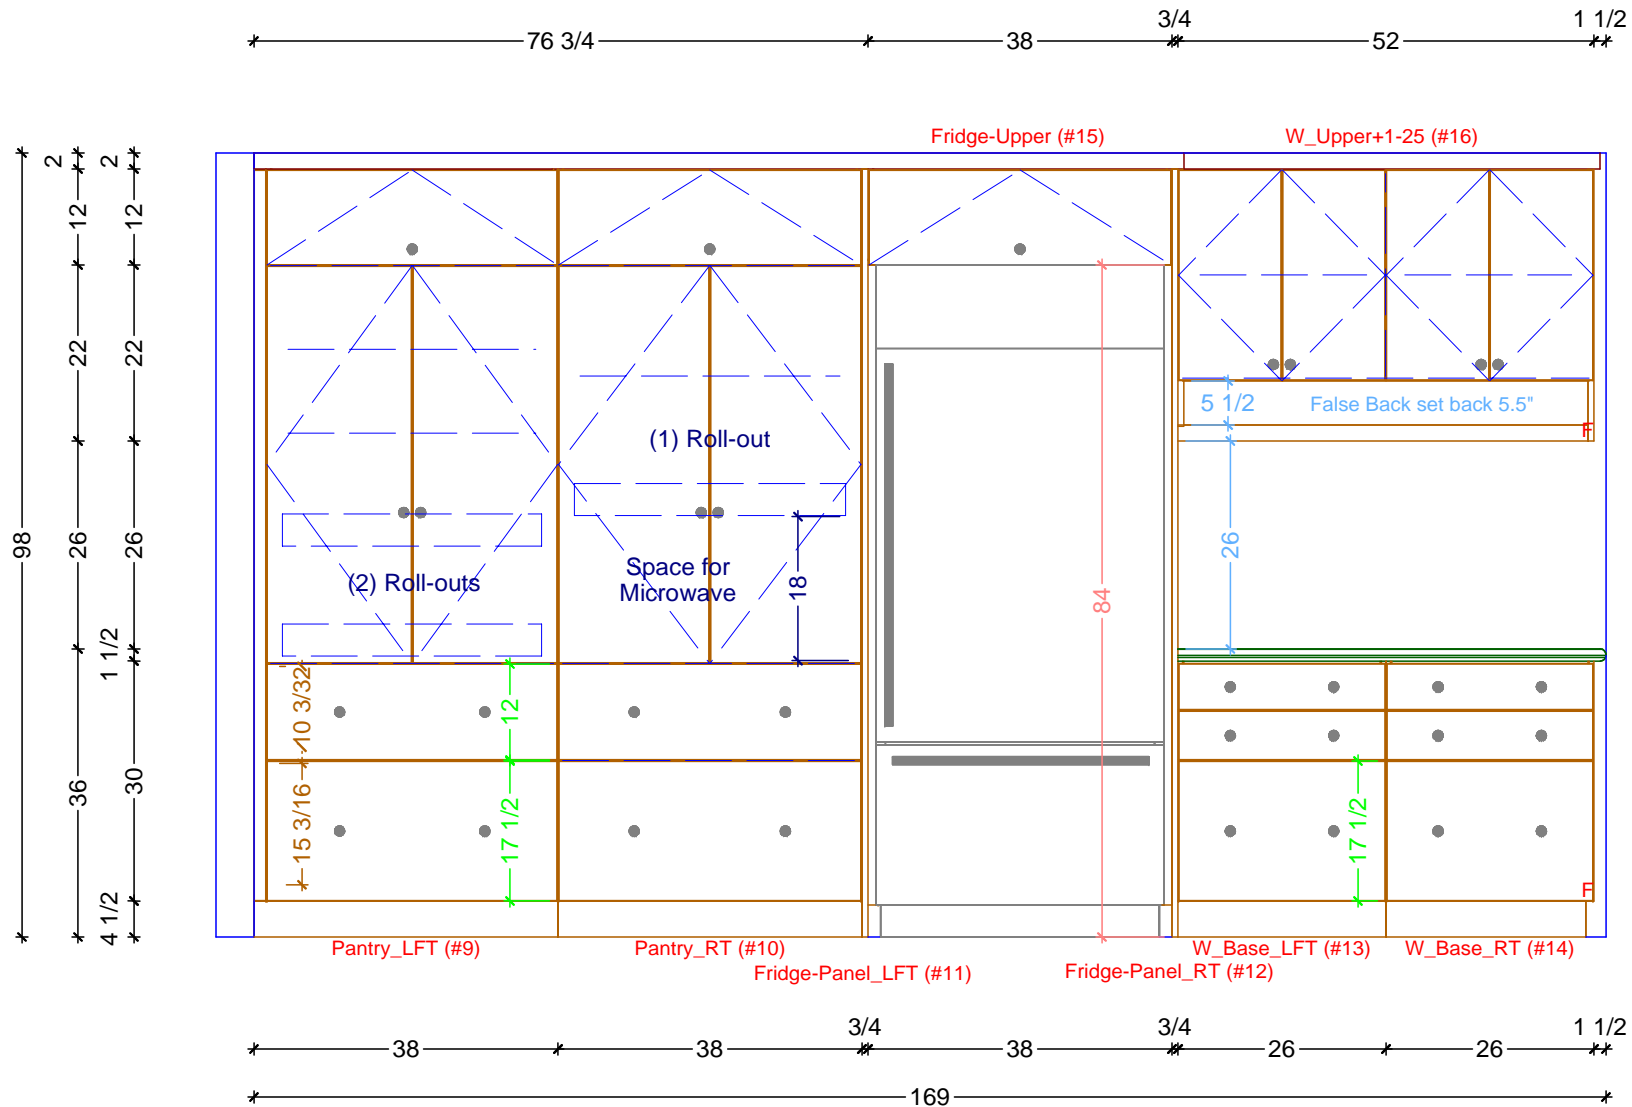 3/4
1 1/2
76 3/4
38
52
Fridge-Upper (#15)
W_Upper+1-25 (#16)
2
2
12
12
22
22
5 1/2
False Back set back 5.5"
F
(1) Roll-out
98
26
26
26
Space for
Microwave
(2) Roll-outs
18
84
1 1/2
10 3/32
12
36
30
15 3/16
17 1/2
17 1/2
F
4 1/2
Pantry_LFT (#9)
Pantry_RT (#10)
W_Base_LFT (#13)
W_Base_RT (#14)
Fridge-Panel_LFT (#11)
Fridge-Panel_RT (#12)
3/4
3/4
1 1/2
38
38
38
26
26
169